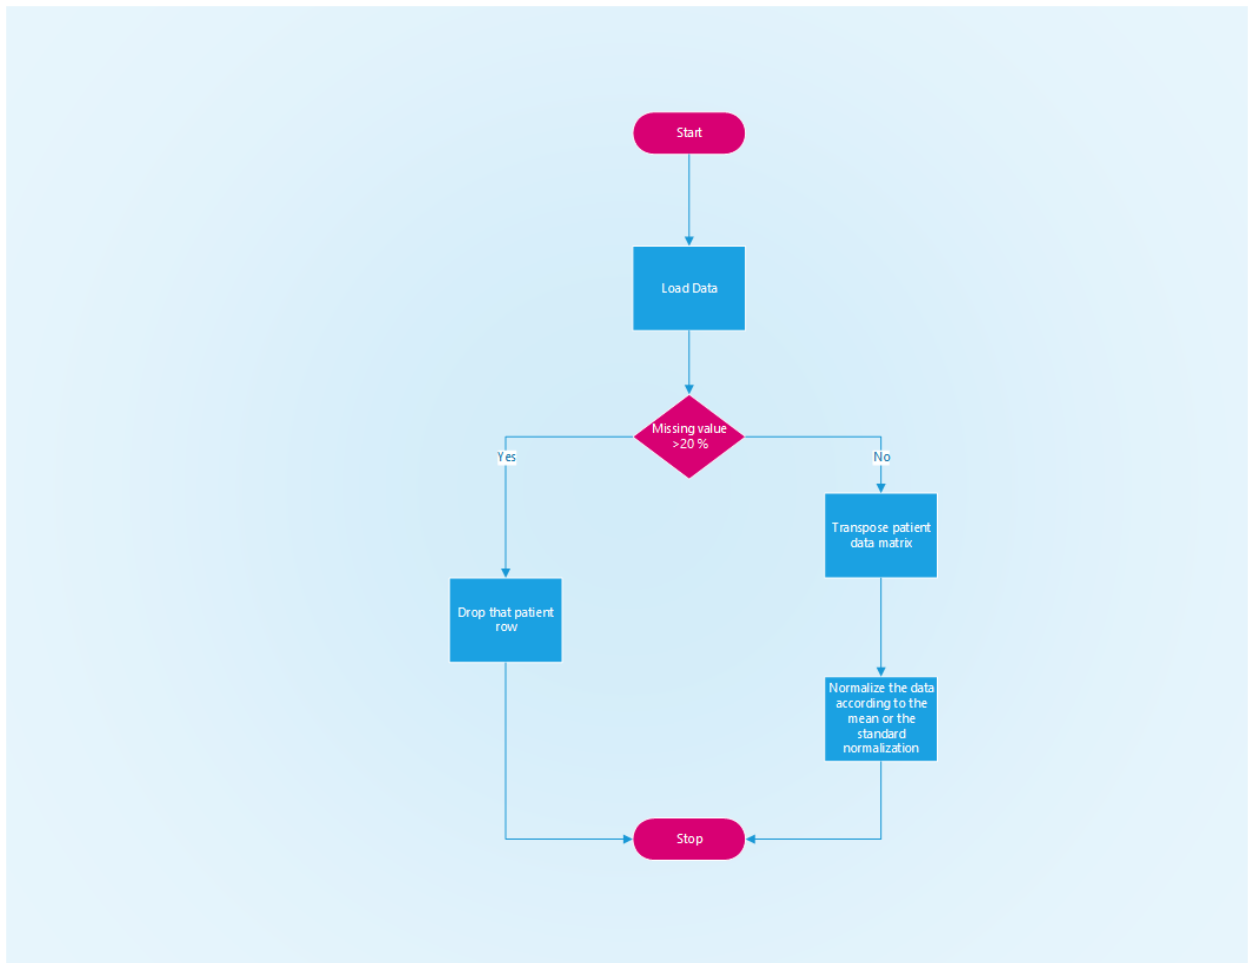 Start
Load Data
Missing value
>20 %
Yes
No
Transpose patient
data matrix
Drop that patient
row
Normalize the data
according to the
mean or the
standard
normalization
Stop